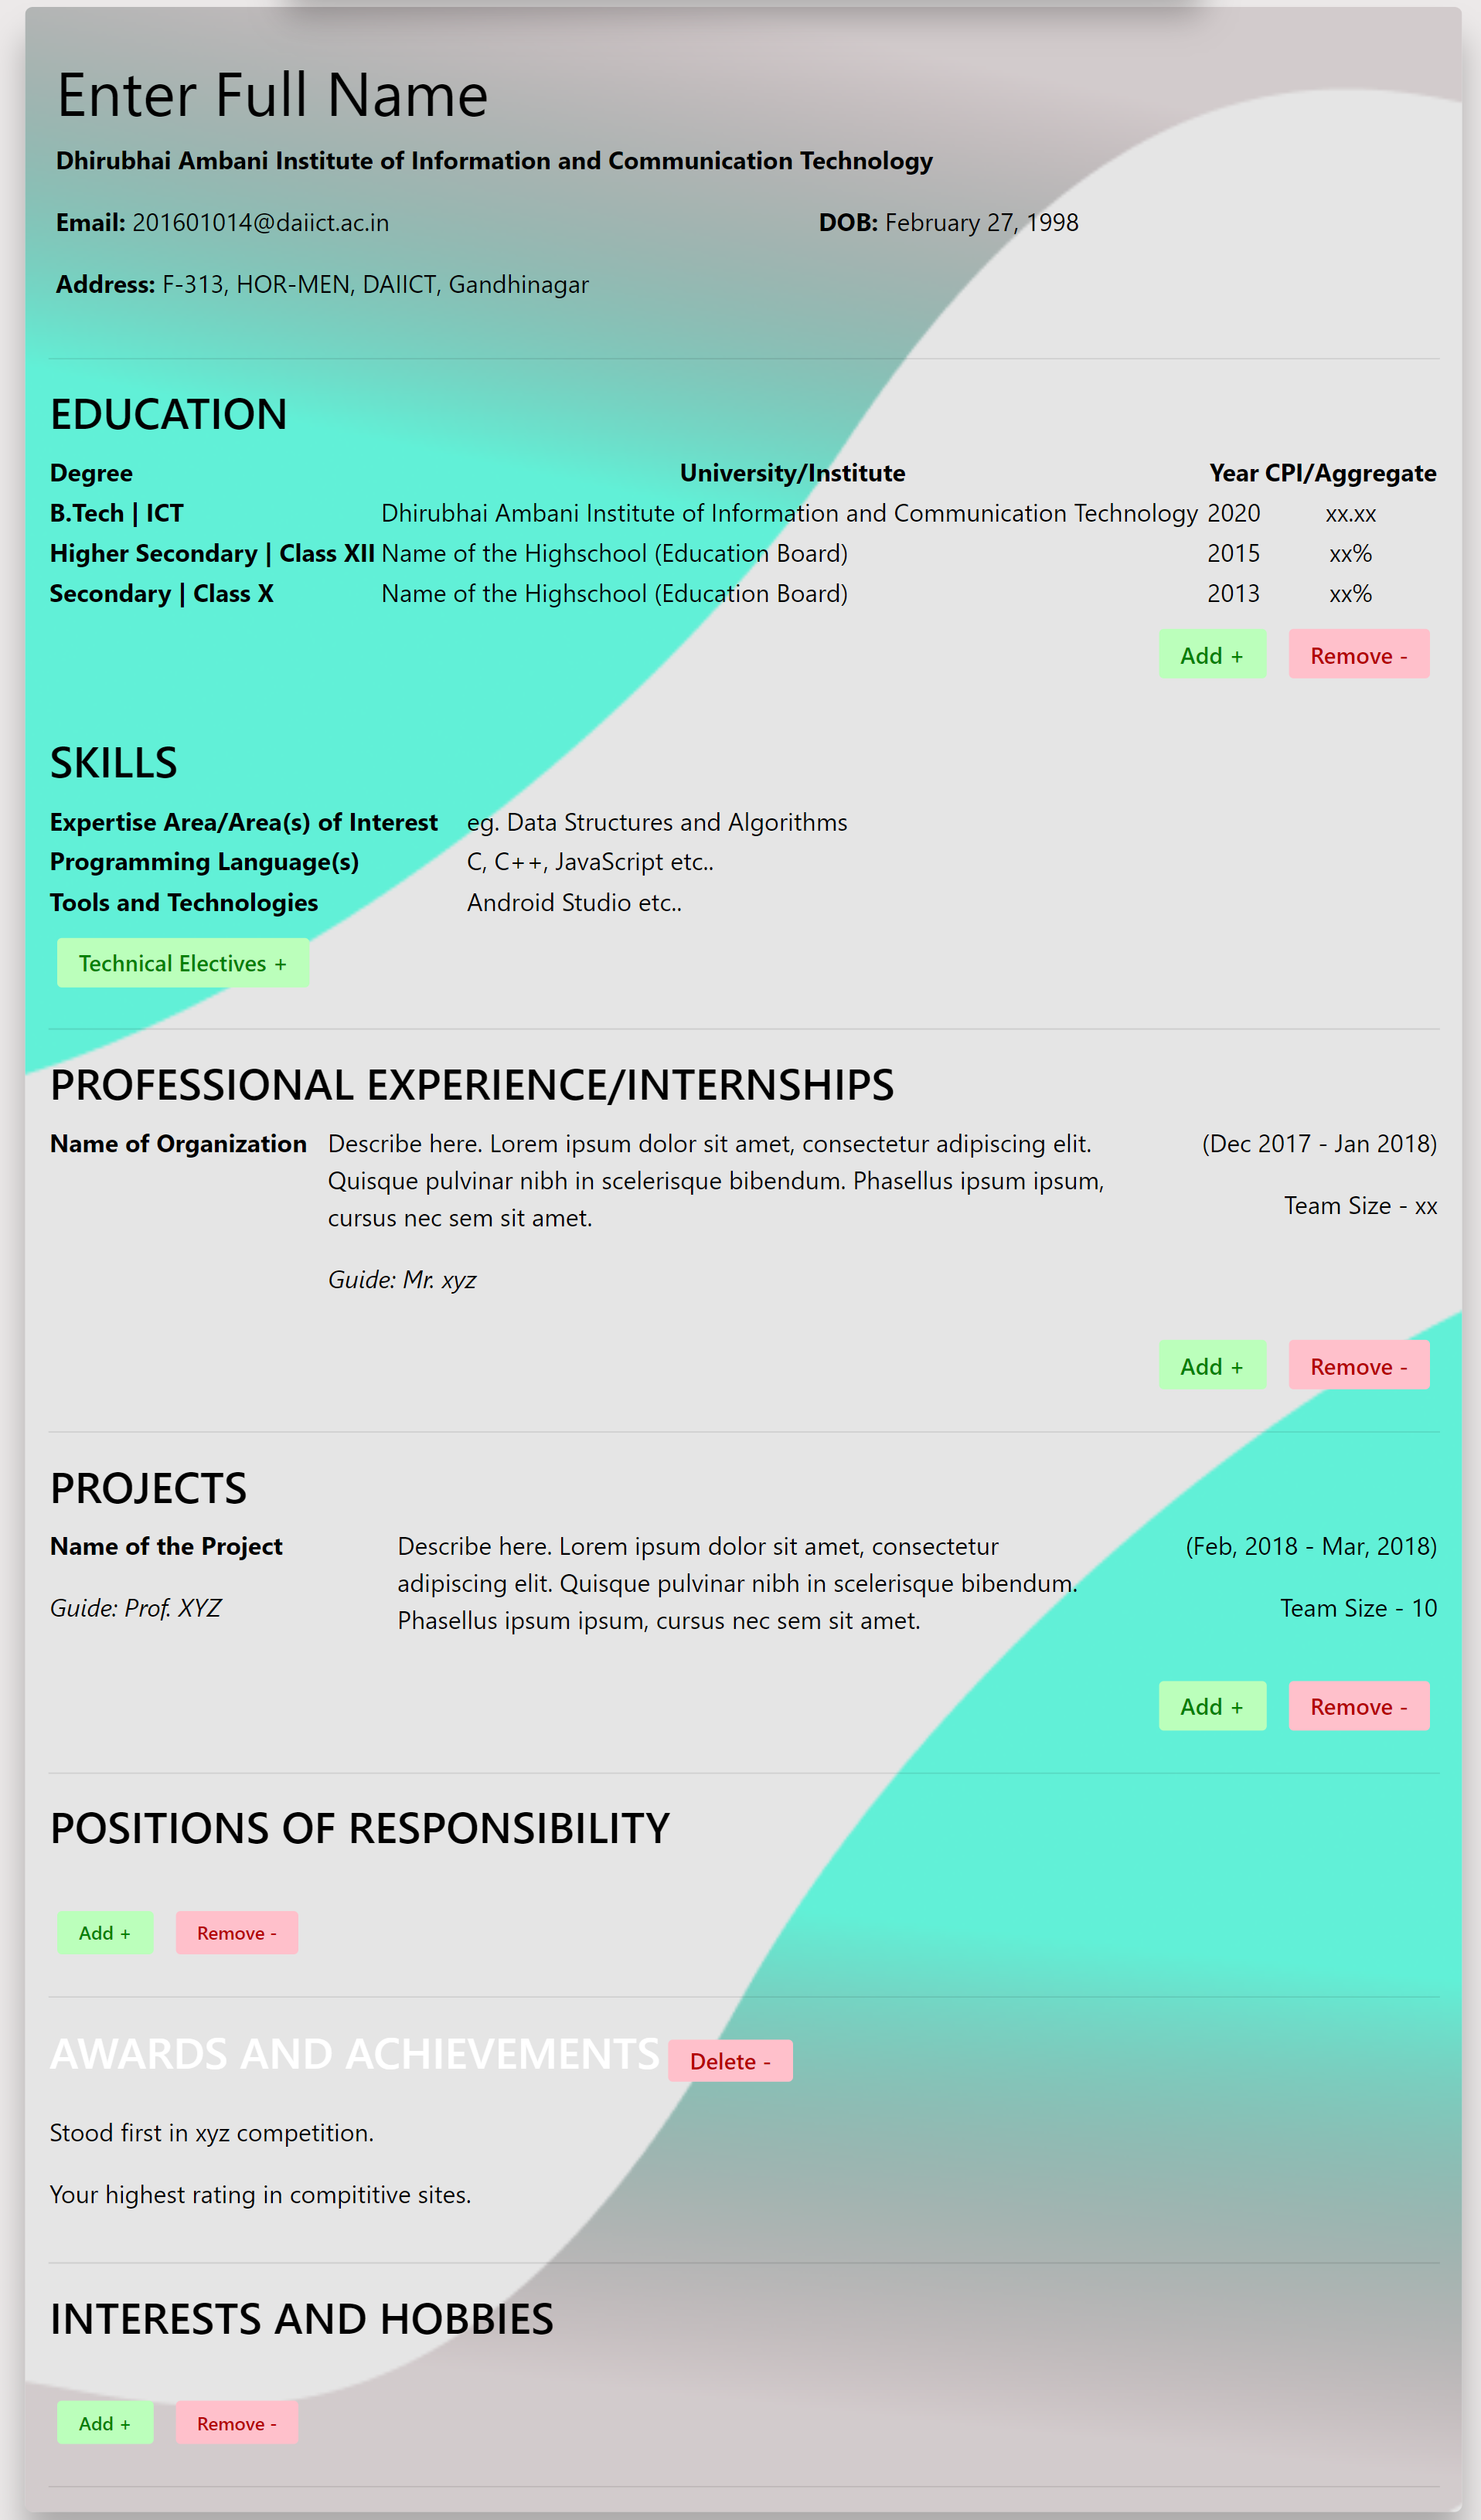 Enter Full Name
Dhirubhai Ambani Institute of Information and Communication Technology
Email: 201601014@daiict.ac.in DOB: February 27, 1998
Address: F-313, HOR-MEN, DAIICT, Gandhinagar
EDUCATION
Degree University/Institute Year CPI/Aggregate
B.Tech | ICT Dhirubhai Ambani Institute of Information and Communication Technology 2020 xx.xx
Higher Secondary | Class XII Name of the Highschool (Education Board) 2015 xx%
Secondary | Class X Name of the Highschool (Education Board) 2013 xx%
Add + Remove -
SKILLS
Expertise Area/Area(s) of Interest eg. Data Structures and Algorithms
Programming Language(s) C, C++, JavaScript etc..
Tools and Technologies Android Studio etc..
Technical Electives +
PROFESSIONAL EXPERIENCE/INTERNSHIPS
Name of Organization Describe here. Lorem ipsum dolor sit amet, consectetur adipiscing elit. (Dec 2017 - Jan 2018)
Quisque pulvinar nibh in scelerisque bibendum. Phasellus ipsum ipsum,
Team Size - xx
cursus nec sem sit amet.
Guide: Mr. xyz
Add + Remove -
PROJECTS
Name of the Project Describe here. Lorem ipsum dolor sit amet, consectetur (Feb, 2018 - Mar, 2018)
adipiscing elit. Quisque pulvinar nibh in scelerisque bibendum.
Guide: Prof. XYZ Phasellus ipsum ipsum, cursus nec sem sit amet. Team Size - 10
Add + Remove -
POSITIONS OF RESPONSIBILITY
Add + Remove -
AWARDS AND ACHIEVEMENTS Delete -
Stood first in xyz competition.
Your highest rating in compititive sites.
INTERESTS AND HOBBIES
Add + Remove -